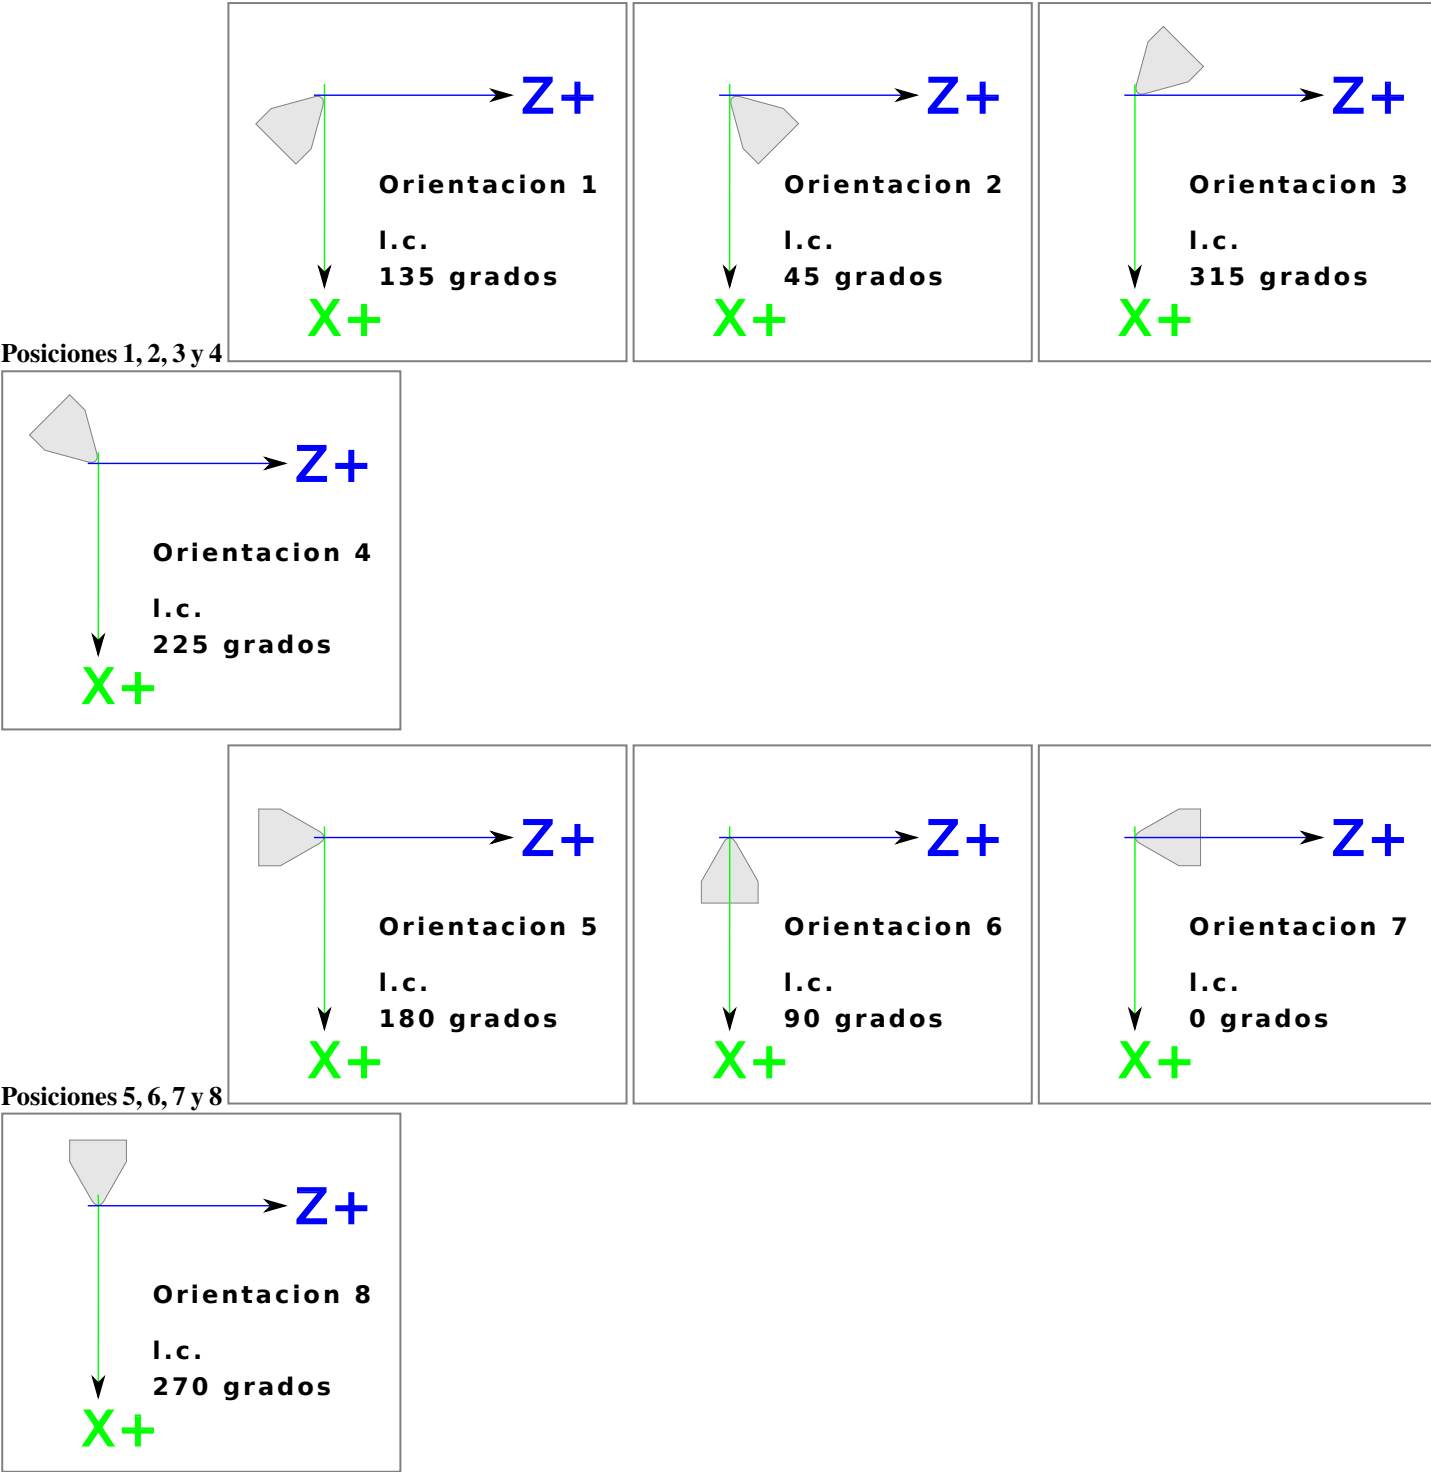 Z+
Orientacion 1
l.c.
135 grados
X+
Z+
Orientacion 2
l.c.
45 grados
X+
Z+
Orientacion 3
l.c.
315 grados
X+
Posiciones 1, 2, 3 y 4
Z+
Orientacion 4
l.c.
225 grados
X+
Z+
Orientacion 5
l.c.
180 grados
X+
Z+
Orientacion 6
l.c.
90 grados
X+
Z+
Orientacion 7
l.c.
0 grados
X+
Posiciones 5, 6, 7 y 8
Z+
Orientacion 8
l.c.
270 grados
X+